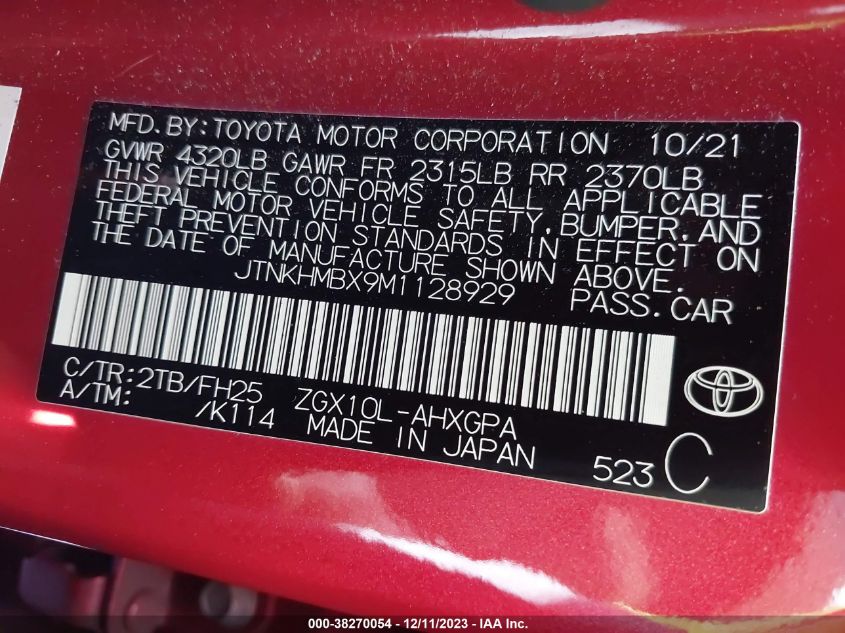 MFD.BY:TOYOTA MOTOR CORPORATION 10/21
GVWR 4320LB GAWR FR 2315LB RR 2370LB
THIS VEHICLE CONFORMS TO ALL APPLICABLE
FEDERAL MOTOR VEHICLE SAFETY,BUMPER,AND
THEFT PREVENTION STANDARDS IN EFFECT ON
THE DATE OF MANUFACTURE SHOWN ABOVE.
JTNKHMBX9M1128929 PASS.CAR
C/TR:2TB/FH25 ZGX10L-AHXGPA
A/TM: /K114 MADE IN JAPAN
523 C
000-38270054 - 12/11/2023 - IAA Inc.